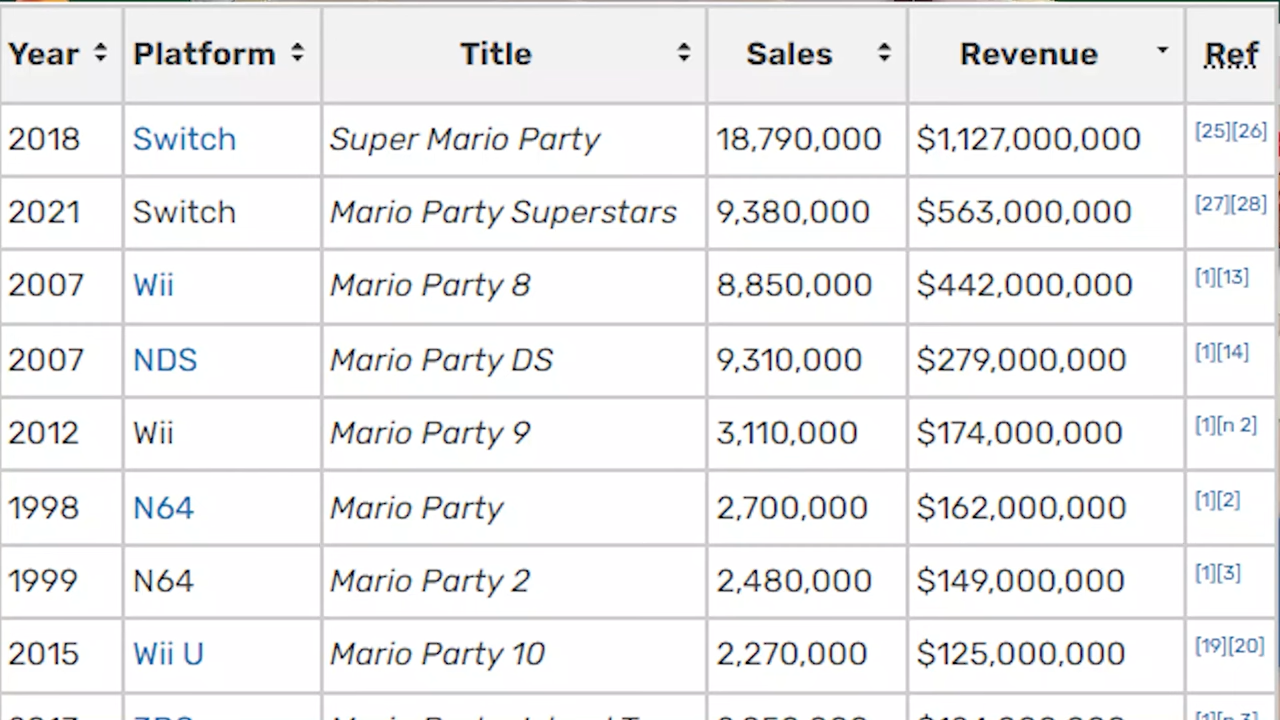 Year Platform Title Sales Revenue Ref
2018 Switch Super Mario Party 18,790,000 $1,127,000,000 [25][26]
2021 Switch Mario Party Superstars 9,380,000 $563,000,000 [27][28]
2007 Wii Mario Party 8 8,850,000 $442,000,000 [1][13]
2007 NDS Mario Party DS 9,310,000 $279,000,000 [1][14]
2012 Wii Mario Party 9 3,110,000 $174,000,000 [1][n 2]
1998 N64 Mario Party 2,700,000 $162,000,000 [1][2]
1999 N64 Mario Party 2 2,480,000 $149,000,000 [1][3]
2015 Wii U Mario Party 10 2,270,000 $125,000,000 [19][20]
Mario Party